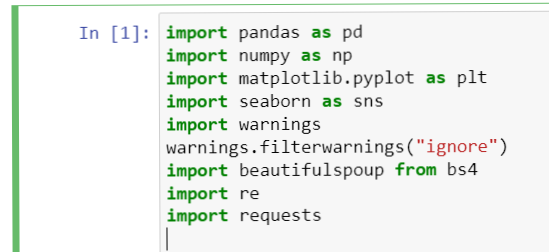 In [1]: import pandas as pd
import numpy as np
import matplotlib.pyplot as plt
import seaborn as sns
import warnings
warnings.filterwarnings("ignore")
import beautifulspoup from bs4
import re
import requests